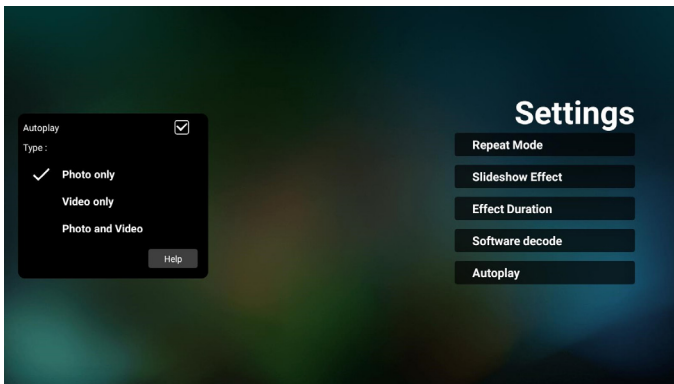 Settings
Autoplay
Type :
Photo only
Video only
Photo and Video
Help
Repeat Mode
Slideshow Effect
Effect Duration
Software decode
Autoplay